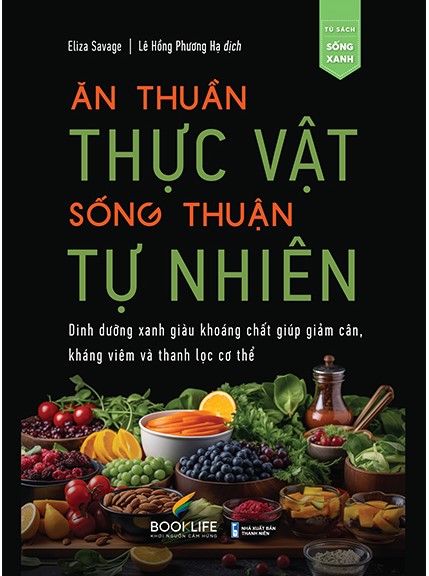 Eliza Savage | Lê Hồng Phương Hạ dịch
TỦ SÁCH
SỐNG
XANH
ĂN THUẦN
THỰC VẬT
SỐNG THUẬN
TỰ NHIÊN
Dinh dưỡng xanh giàu khoáng chất giúp giảm cân,
kháng viêm và thanh lọc cơ thể
BOOKLIFE
KHƠI NGUỒN CẢM HỨNG
NHÀ XUẤT BẢN
THANH NIÊN